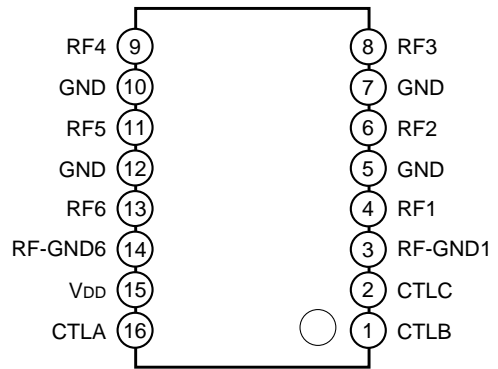 RF4 9 8 RF3
GND 10 7 GND
RF5 11 6 RF2
GND 12 5 GND
RF6 13 4 RF1
RF-GND6 14 3 RF-GND1
VDD 15 2 CTLC
CTLA 16 1 CTLB